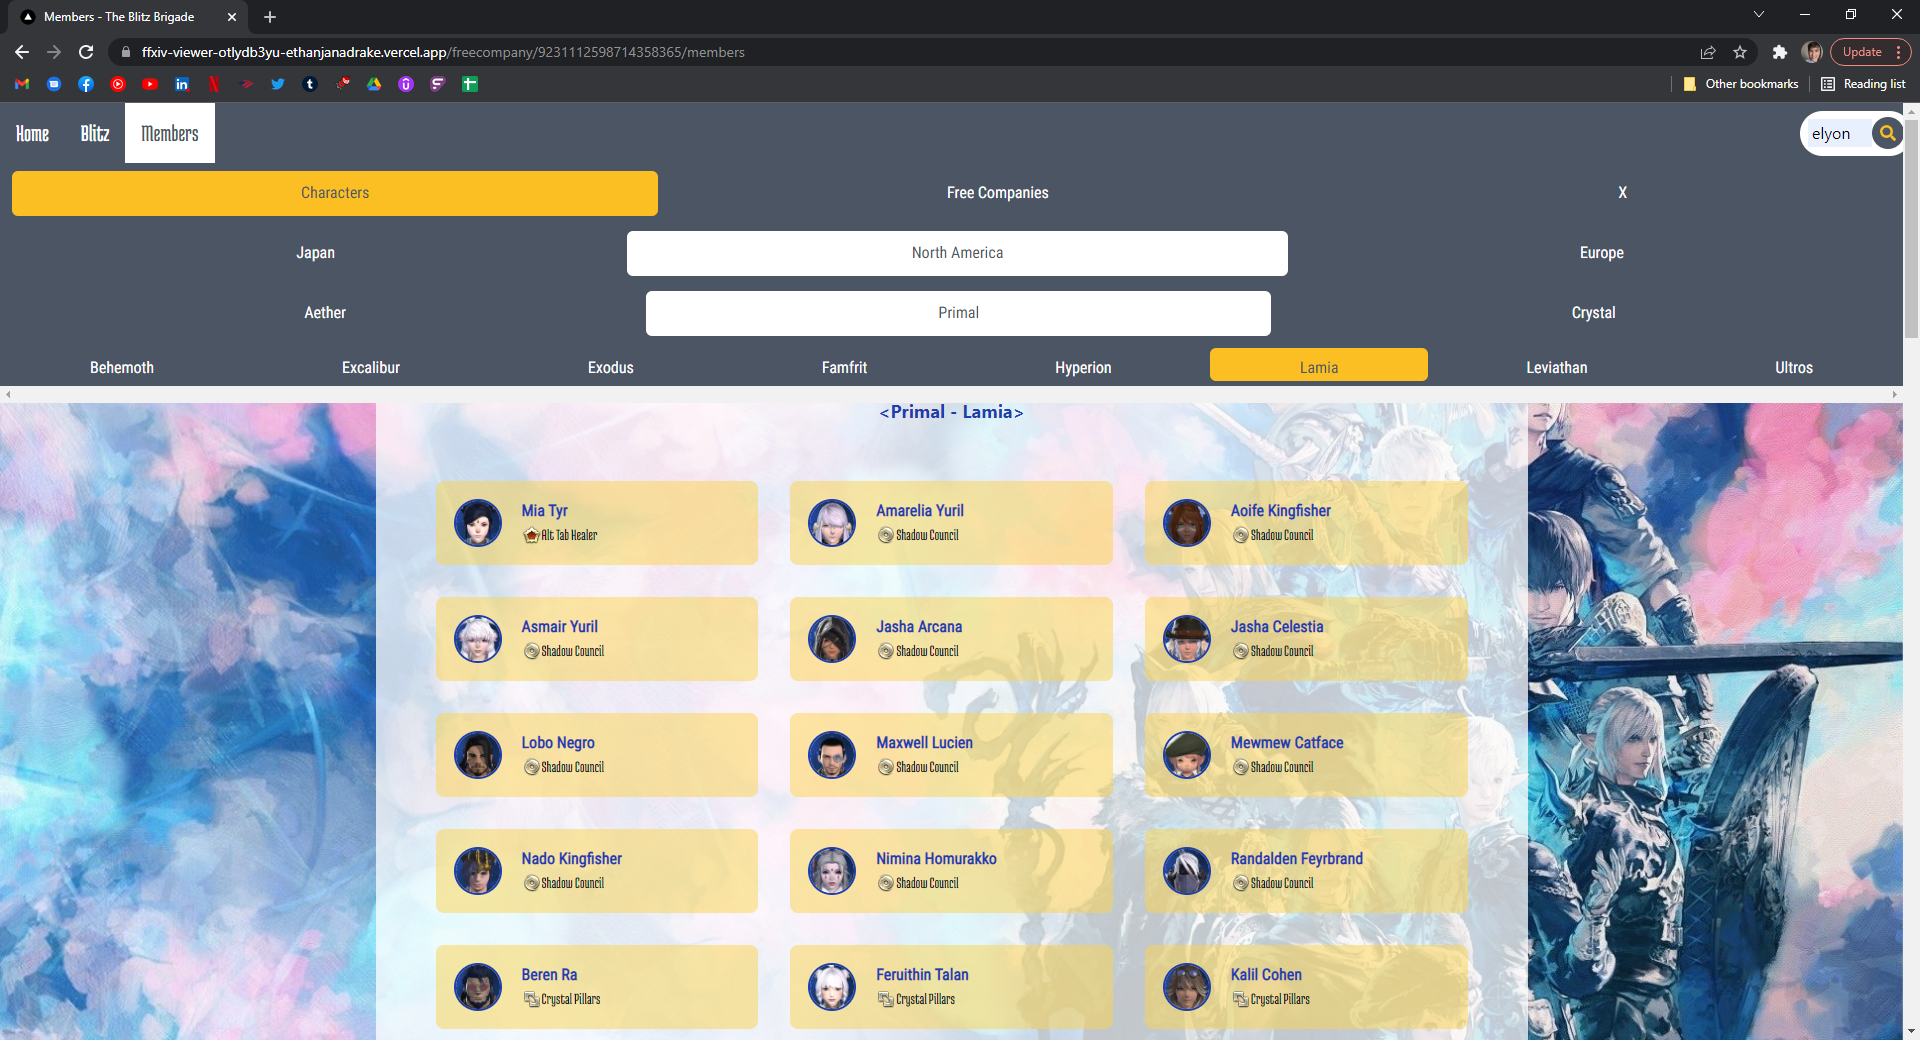 Members - The Blitz Brigade
ffxiv-viewer-otlydb3yu-ethanjanadrake.vercel.app/freecompany/9231112598714358365/members
Update
Other bookmarks
Reading list
Home Blitz Members
elyon
Characters Free Companies X
Japan North America Europe
Aether Primal Crystal
Behemoth Excalibur Exodus Famfrit Hyperion Lamia Leviathan Ultros
<Primal - Lamia>
Mia Tyr
Alt Tab Healer
Amarelia Yuril
Shadow Council
Aoife Kingfisher
Shadow Council
Asmair Yuril
Shadow Council
Jasha Arcana
Shadow Council
Jasha Celestia
Shadow Council
Lobo Negro
Shadow Council
Maxwell Lucien
Shadow Council
Mewmew Catface
Shadow Council
Nado Kingfisher
Shadow Council
Nimina Homurakko
Shadow Council
Randalden Feyrbrand
Shadow Council
Beren Ra
Crystal Pillars
Feruithin Talan
Crystal Pillars
Kalil Cohen
Crystal Pillars